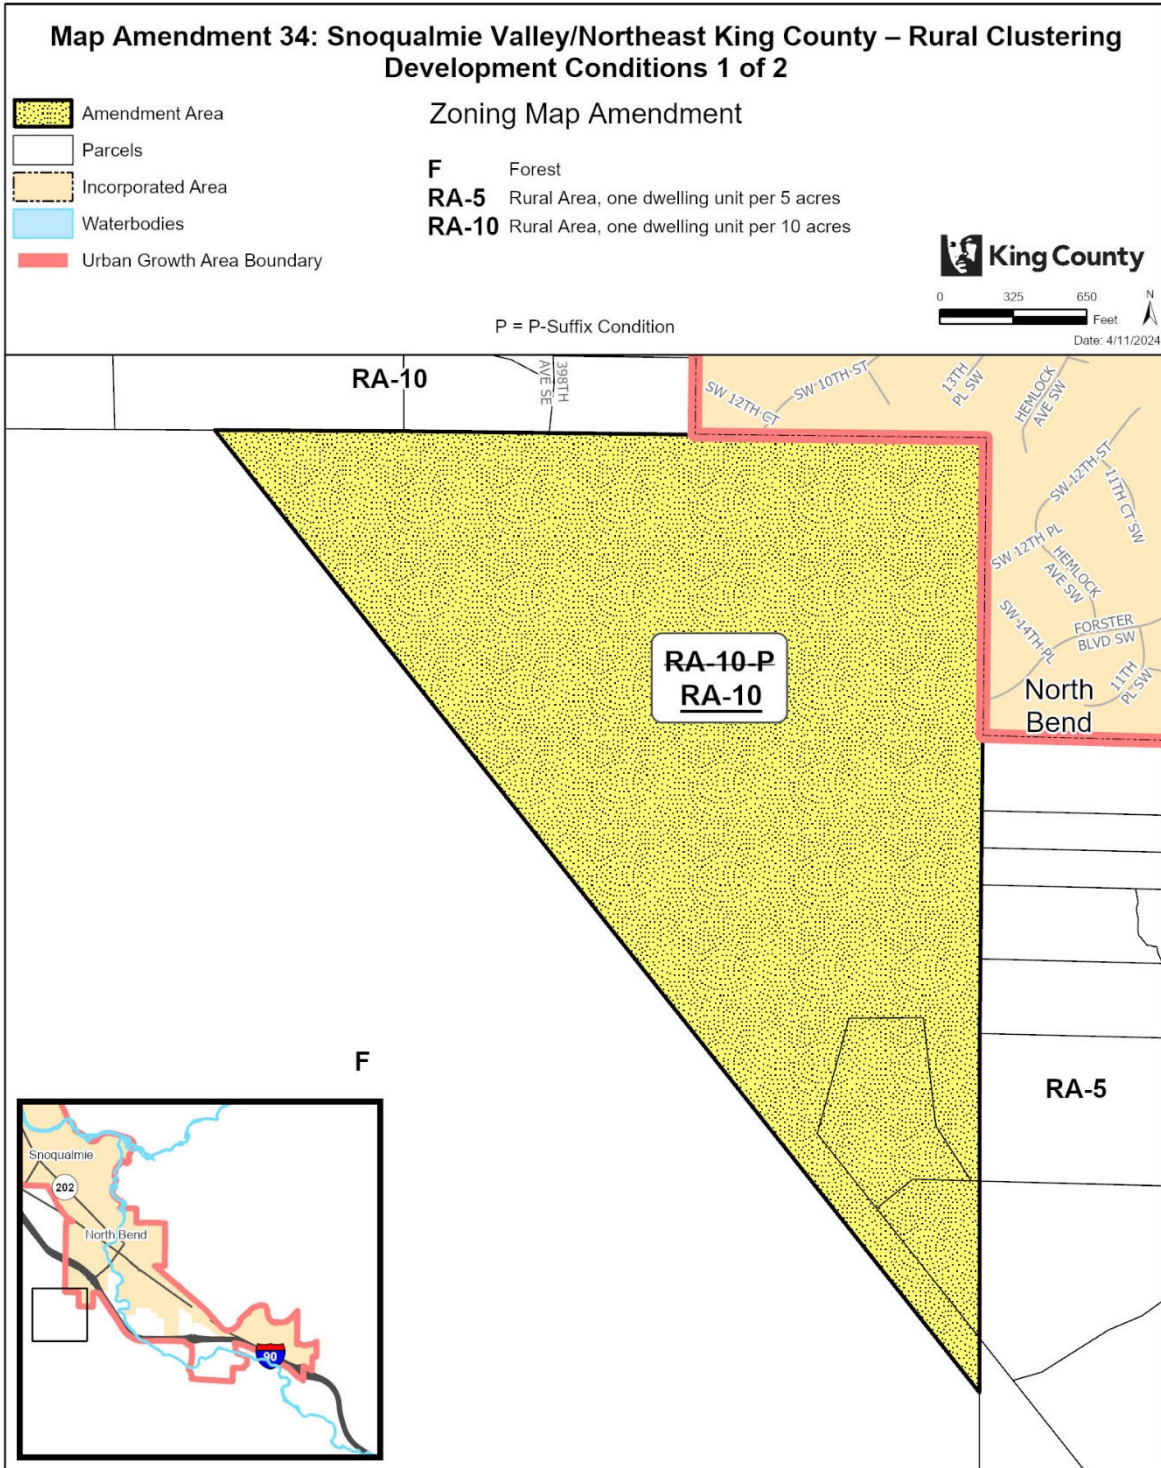 Map Amendment 34: Snoqualmie Valley/Northeast King County – Rural Clustering
Development Conditions 1 of 2
Amendment Area
Parcels
Incorporated Area
Waterbodies
Urban Growth Area Boundary
Zoning Map Amendment
F Forest
RA-5 Rural Area, one dwelling unit per 5 acres
RA-10 Rural Area, one dwelling unit per 10 acres
P = P-Suffix Condition
King County
0 325 650
Feet
N
Date: 4/11/2024
RA-10
398TH
AVE SE
SW 12TH CT
SW 10TH ST
13TH
PL SW
HEMLOCK
AVE SW
SW 12TH ST
11TH CT SW
SW 12TH PL
HEMLOCK
AVE SW
SW 14TH PL
FORSTER
BLVD SW
11TH
PL SW
North
Bend
RA-10-P
RA-10
F
RA-5
Snoqualmie
202
North Bend
90